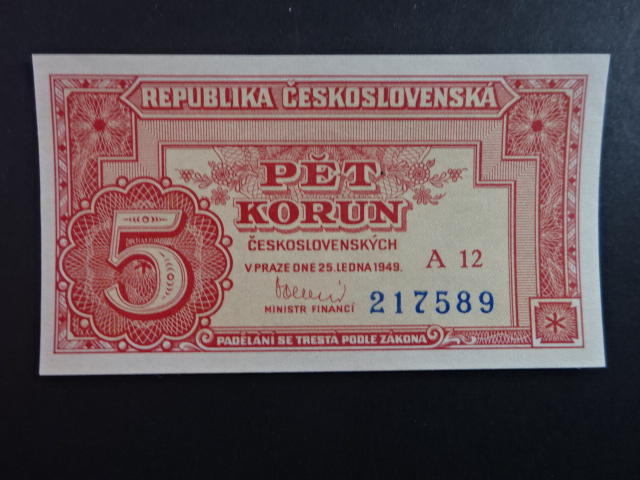 REPUBLIKA ČESKOSLOVENSKÁ
PĚT
KORUN
ČESKOSLOVENSKÝCH
V PRAZE DNE 25. LEDNA 1949. A 12
MINISTR FINANCÍ 217589
5
PADĚLÁNÍ SE TRESTÁ PODLE ZÁKONA